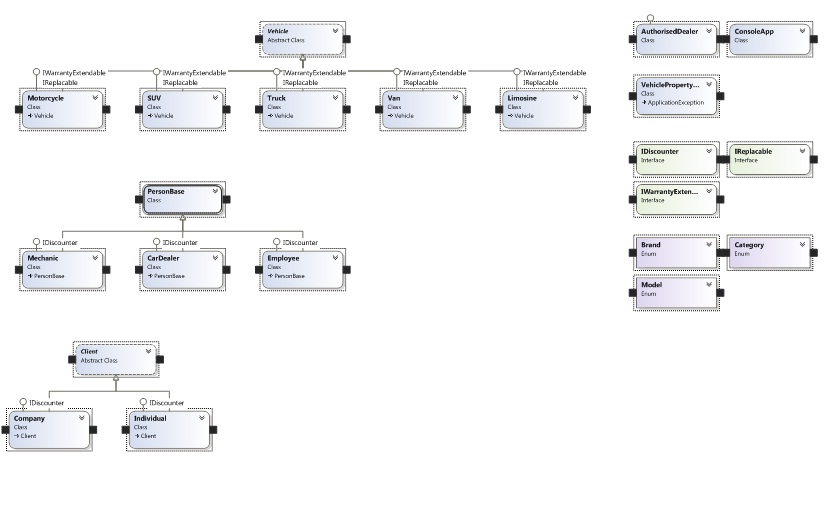 Vehicle
Abstract Class
IWarrantyExtendable
IReplacable
Motorcycle
Class
Vehicle
IWarrantyExtendable
IReplacable
SUV
Class
Vehicle
IWarrantyExtendable
IReplacable
Truck
Class
Vehicle
IWarrantyExtendable
IReplacable
Van
Class
Vehicle
IWarrantyExtendable
IReplacable
Limosine
Class
Vehicle
PersonBase
Class
IDiscounter
Mechanic
Class
PersonBase
IDiscounter
CarDealer
Class
PersonBase
IDiscounter
Employee
Class
PersonBase
Client
Abstract Class
IDiscounter
Company
Class
Client
IDiscounter
Individual
Class
Client
AuthorisedDealer
Class
ConsoleApp
Class
VehicleProperty...
Class
ApplicationException
IDiscounter
Interface
IReplacable
Interface
IWarrantyExten...
Interface
Brand
Enum
Category
Enum
Model
Enum